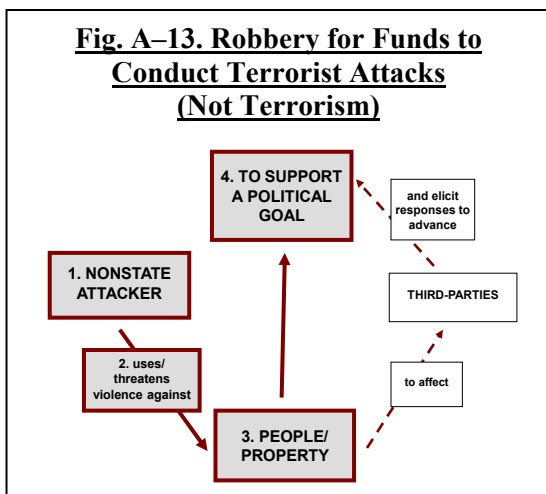 Fig. A–13. Robbery for Funds to
Conduct Terrorist Attacks
(Not Terrorism)
4. TO SUPPORT
A POLITICAL
GOAL
and elicit
responses to
advance
1. NONSTATE
ATTACKER
THIRD-PARTIES
2. uses/
threatens
violence against
to affect
3. PEOPLE/
PROPERTY